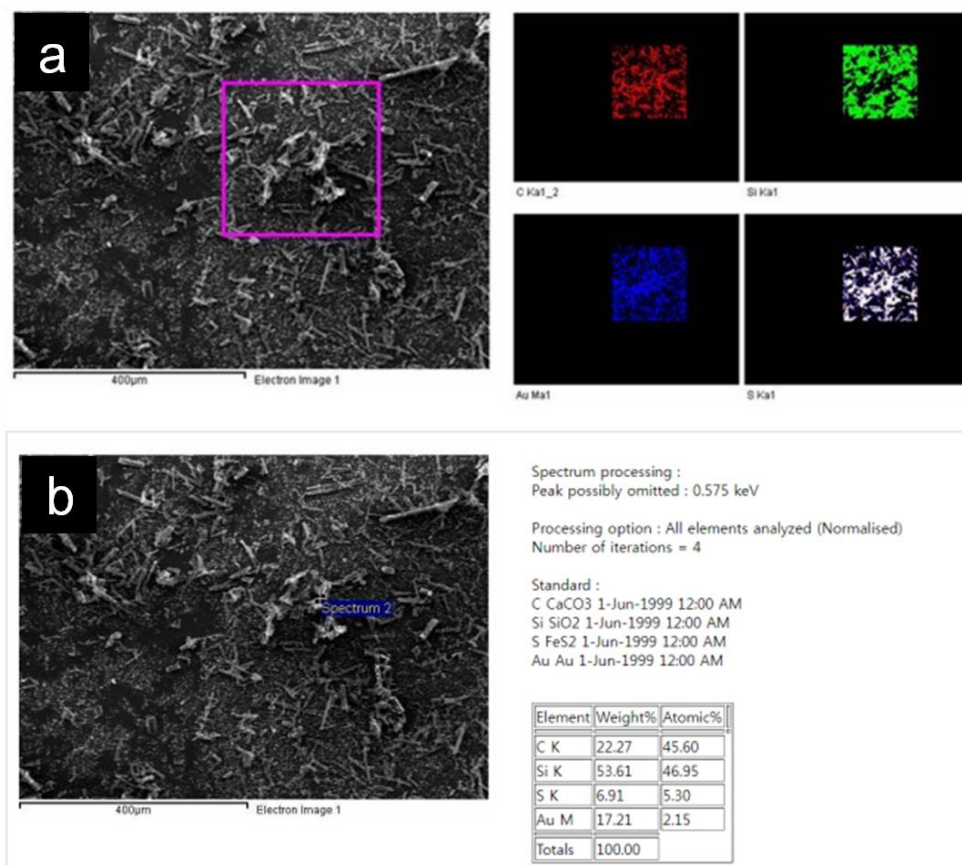 a
C Ka1_2
Si Ka1
Au Ma1
S Ka1
400µm
Electron Image 1
b
Spectrum 2
400µm
Electron Image 1
Spectrum processing :
Peak possibly omitted : 0.575 keV
Processing option : All elements analyzed (Normalised)
Number of iterations = 4
Standard :
C CaCO3 1-Jun-1999 12:00 AM
Si SiO2 1-Jun-1999 12:00 AM
S FeS2 1-Jun-1999 12:00 AM
Au Au 1-Jun-1999 12:00 AM
Element Weight% Atomic%
C K 22.27 45.60
Si K 53.61 46.95
S K 6.91 5.30
Au M 17.21 2.15
Totals 100.00